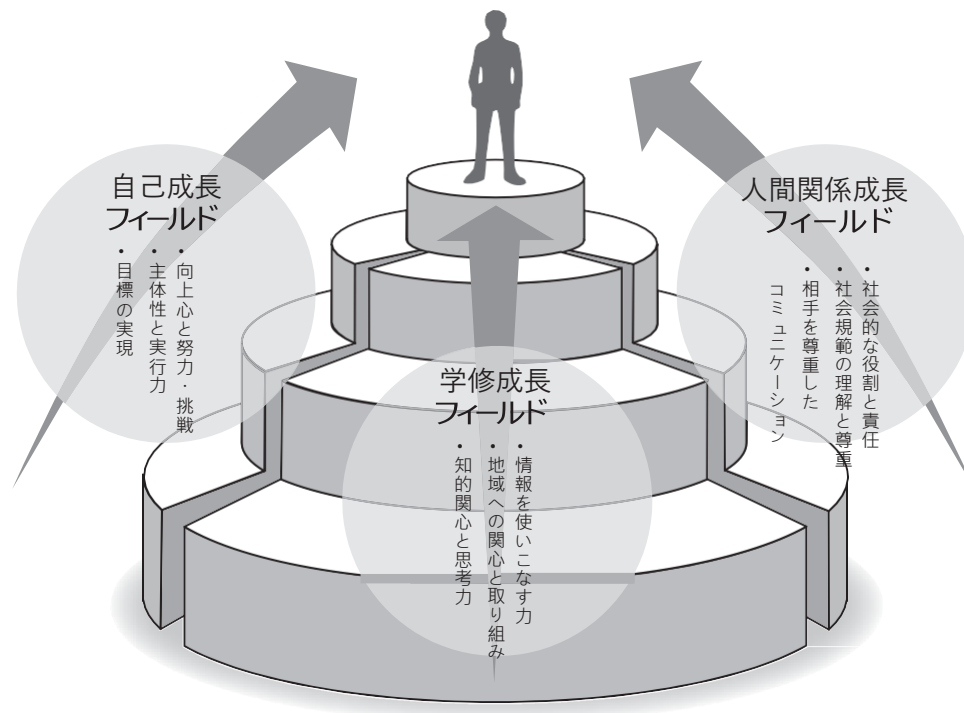 自己成長
フィールド
・向上心と努力・挑戦
・主体性と実行力
・目標の実現
学修成長
フィールド
・情報を使いこなす力
・地域への関心と取り組み
・知的関心と思考力
人間関係成長
フィールド
・社会的な役割と責任
・社会規範の理解と尊重
・相手を尊重した
コミュニケーション